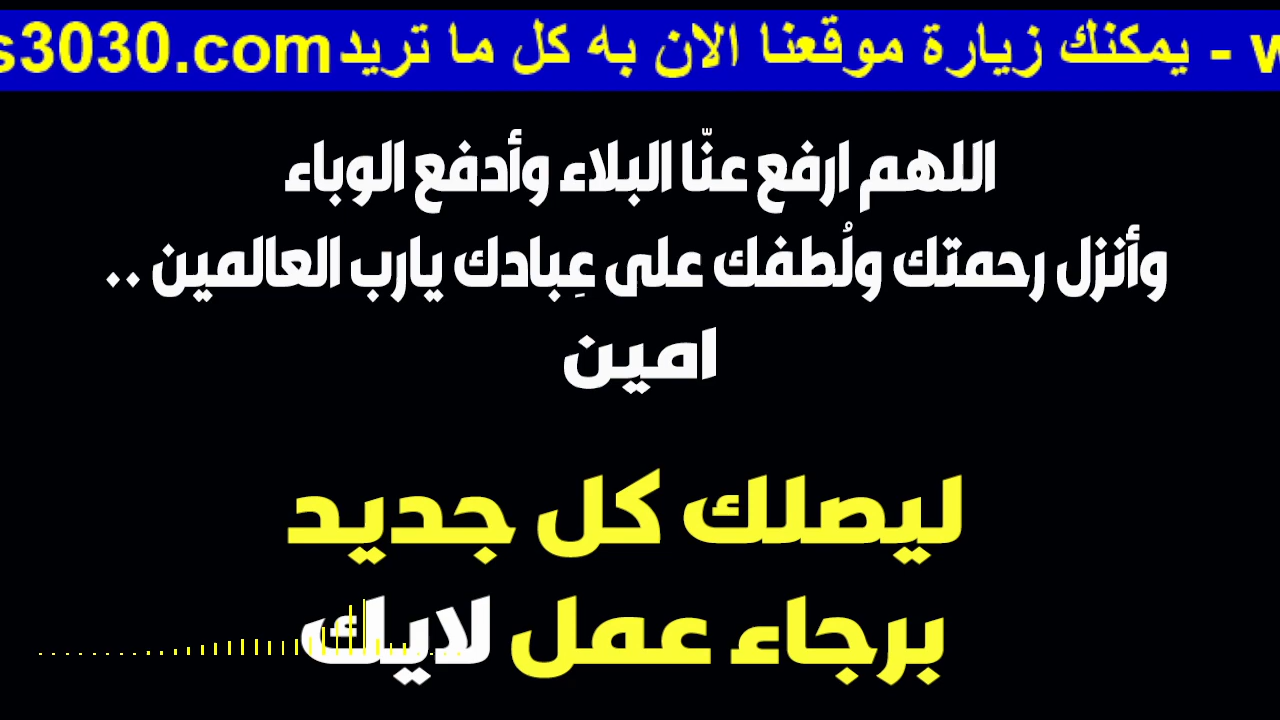 w - يمكنك زيارة موقعنا الان به كل ما تريد s3030.com
اللهم ارفع عنّا البلاء وأدفع الوباء
وأنزل رحمتك ولُطفك على عِبادك يارب العالمين ..
امين
ليصلك كل جديد
برجاء عمل لايك